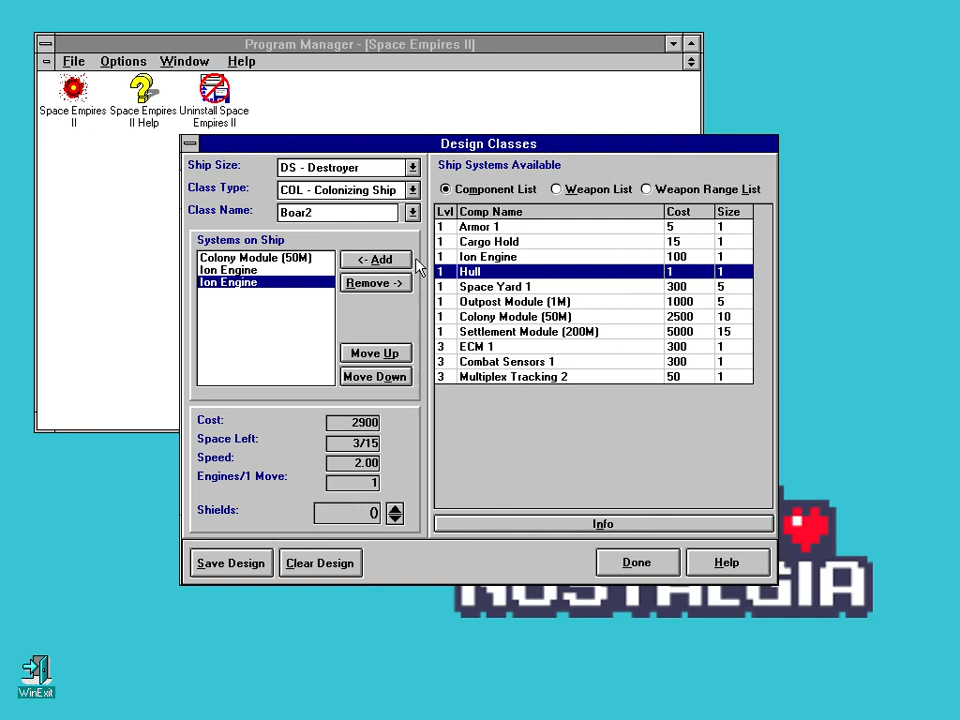 Program Manager - [Space Empires II]
File Options Window Help
Space Empires II
Space Empires II Help
Uninstall Space Empires II
Design Classes
Ship Size: DS - Destroyer
Class Type: COL - Colonizing Ship
Class Name: Boar2
Systems on Ship
Colony Module (50M)
Ion Engine
Ion Engine
<- Add
Remove ->
Move Up
Move Down
Cost: 2900
Space Left: 3/15
Speed: 2.00
Engines/1 Move: 1
Shields: 0
Ship Systems Available
Component List Weapon List Weapon Range List
Lvl Comp Name Cost Size
1 Armor 1 5 1
1 Cargo Hold 15 1
1 Ion Engine 100 1
1 Hull 1 1
1 Space Yard 1 300 5
1 Outpost Module (1M) 1000 5
1 Colony Module (50M) 2500 10
1 Settlement Module (200M) 5000 15
3 ECM 1 300 1
3 Combat Sensors 1 300 1
3 Multiplex Tracking 2 50 1
Info
Save Design Clear Design Done Help
NOSTALGIA
WinExit